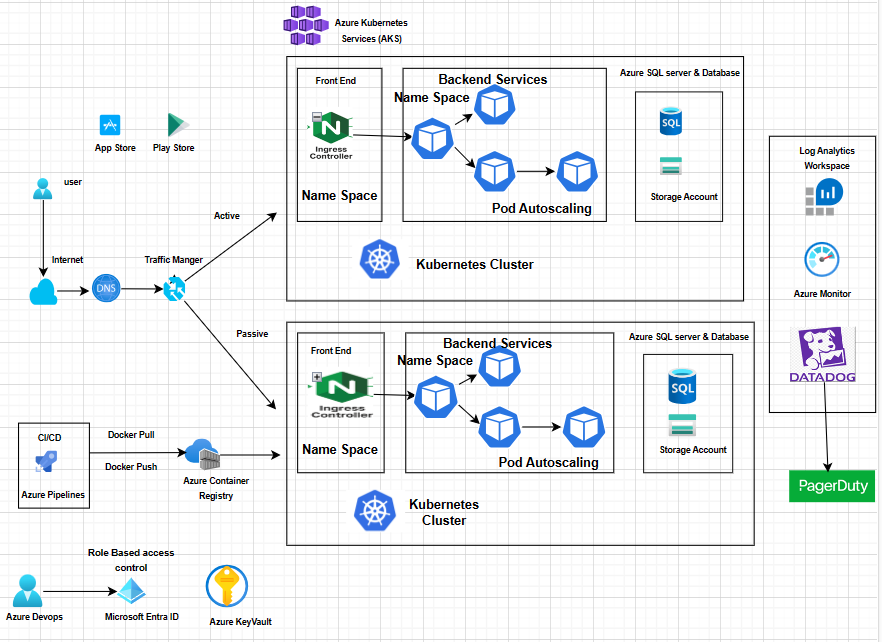 Azure Kubernetes
Services (AKS)
App Store
Play Store
user
Internet
DNS
Traffic Manger
Active
Passive
Front End
Ingress
Controller
Name Space
Backend Services
Name Space
Pod Autoscaling
Azure SQL server & Database
SQL
Storage Account
Kubernetes Cluster
Front End
Ingress
Controller
Name Space
Backend Services
Name Space
Pod Autoscaling
Azure SQL server & Database
SQL
Storage Account
Kubernetes
Cluster
Log Analytics
Workspace
Azure Monitor
DATADOG
PagerDuty
CI/CD
Azure Pipelines
Docker Pull
Docker Push
Azure Container
Registry
Role Based access
control
Azure Devops
Microsoft Entra ID
Azure KeyVault